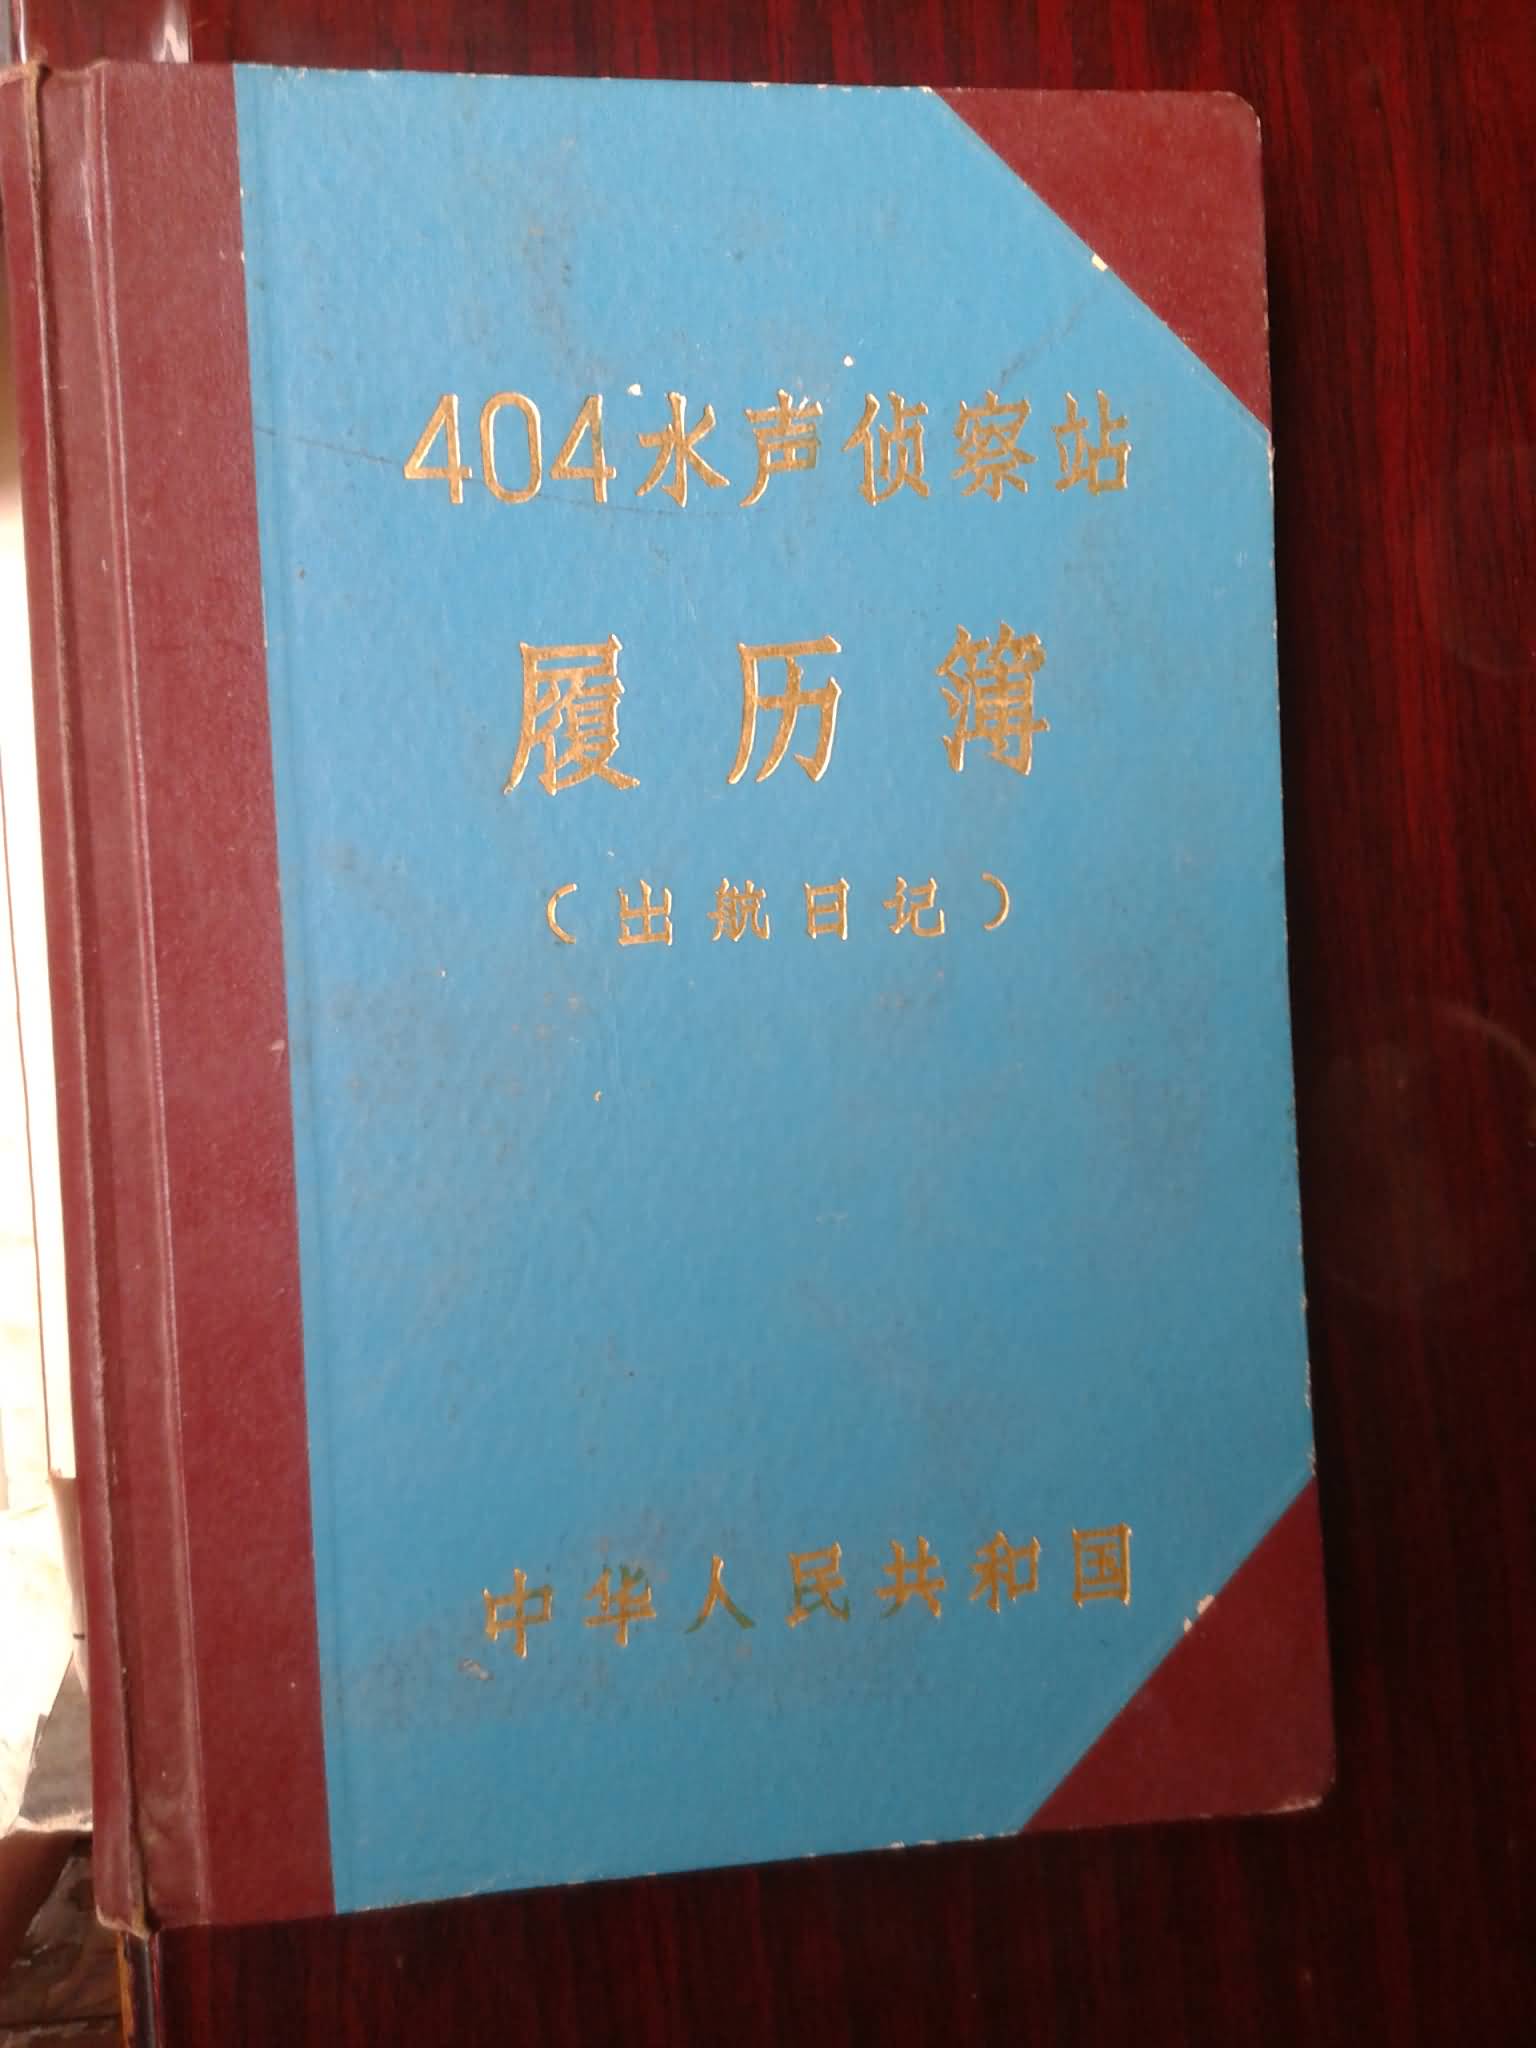 404水声侦察站
履历簿
(出航日记)
中华人民共和国